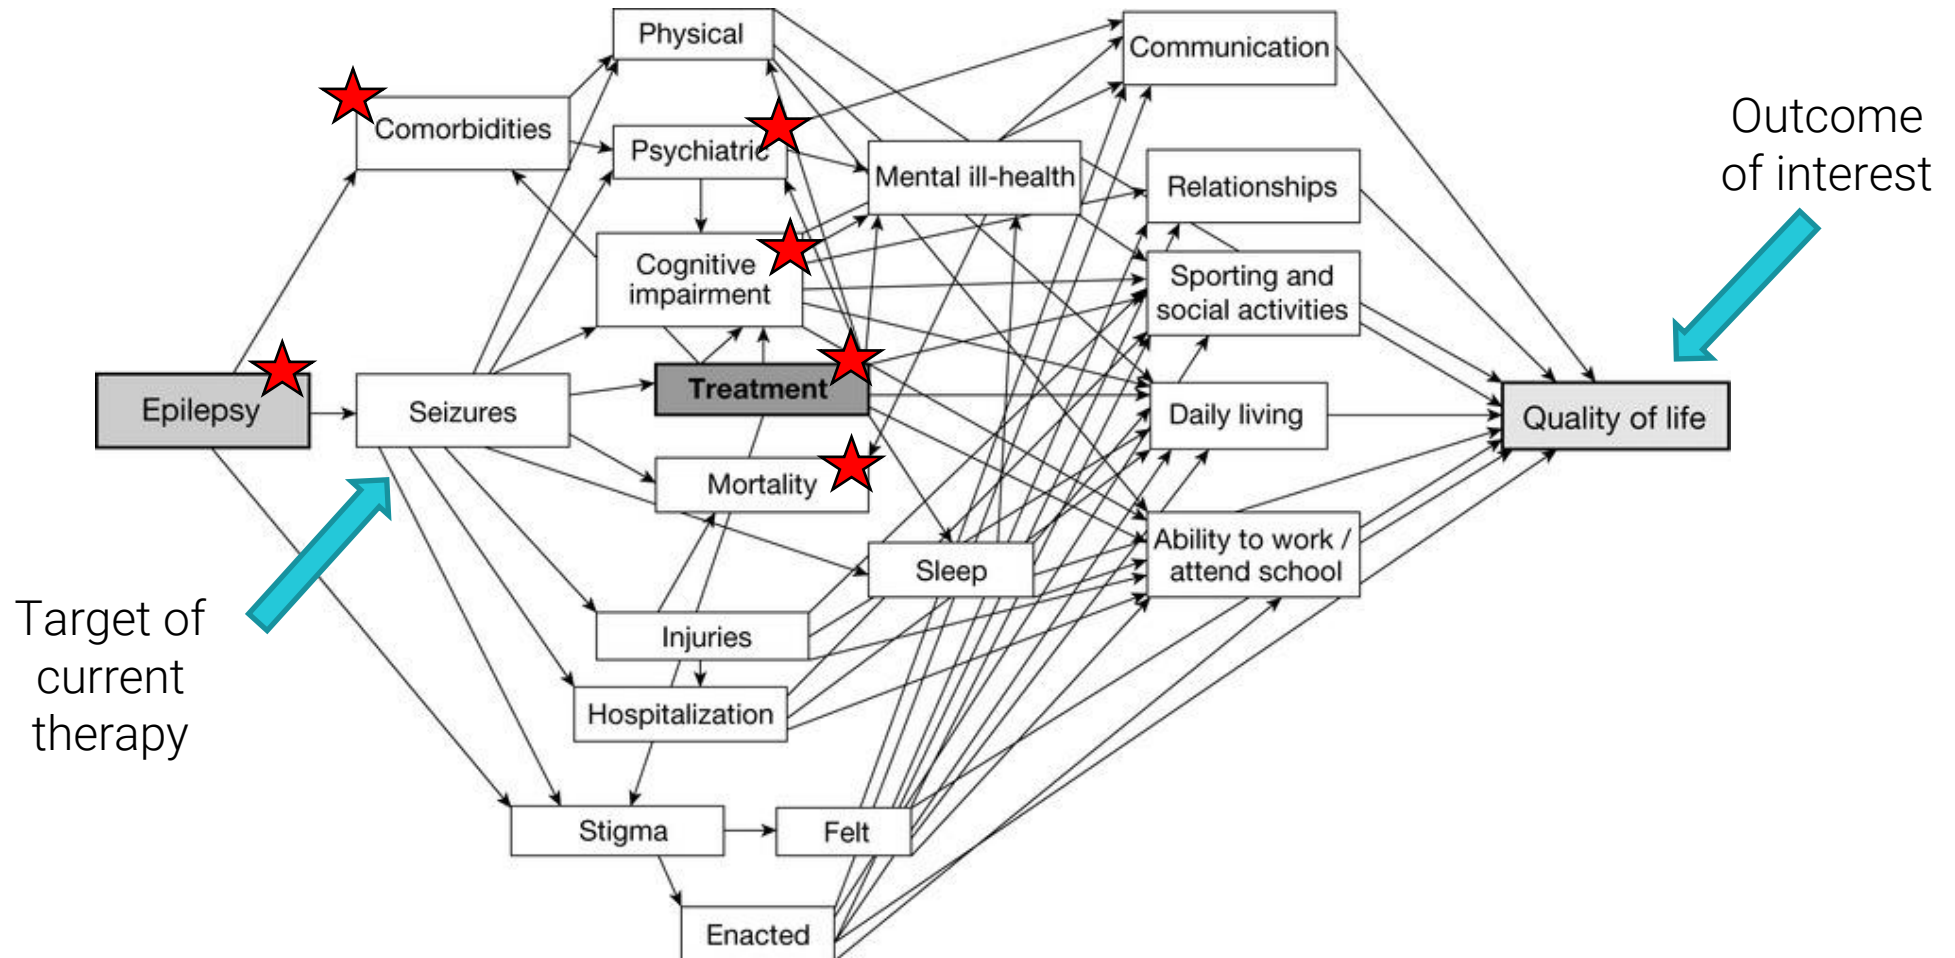 Physical
Communication
Comorbidities
Psychiatric
Mental ill-health
Relationships
Outcome
of interest
Cognitive
impairment
Sporting and
social activities
Epilepsy
Seizures
Treatment
Daily living
Quality of life
Mortality
Sleep
Ability to work /
attend school
Target of
current
therapy
Injuries
Hospitalization
Stigma
Felt
Enacted